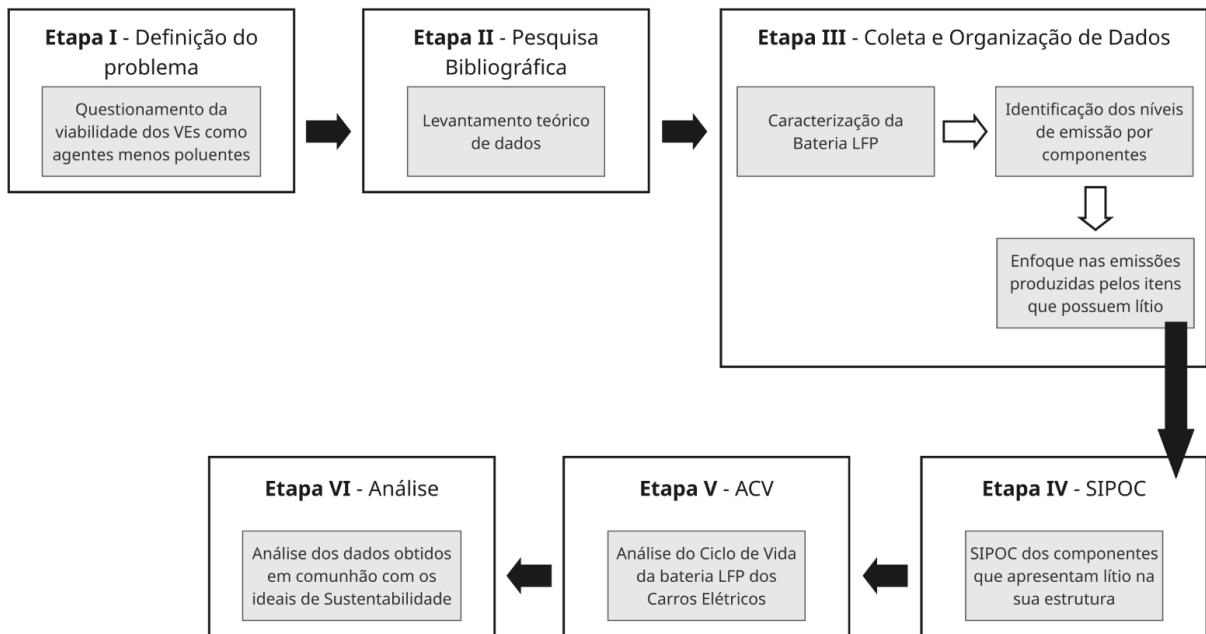 Etapa I - Definição do
problema
Questionamento da
viabilidade dos VEs como
agentes menos poluentes
Etapa II - Pesquisa
Bibliográfica
Levantamento teórico
de dados
Etapa III - Coleta e Organização de Dados
Caracterização da
Bateria LFP
Identificação dos níveis
de emissão por
componentes
Enfoque nas emissões
produzidas pelos itens
que possuem lítio
Etapa IV - SIPOC
SIPOC dos componentes
que apresentam lítio na
sua estrutura
Etapa V - ACV
Análise do Ciclo de Vida
da bateria LFP dos
Carros Elétricos
Etapa VI - Análise
Análise dos dados obtidos
em comunhão com os
ideais de Sustentabilidade